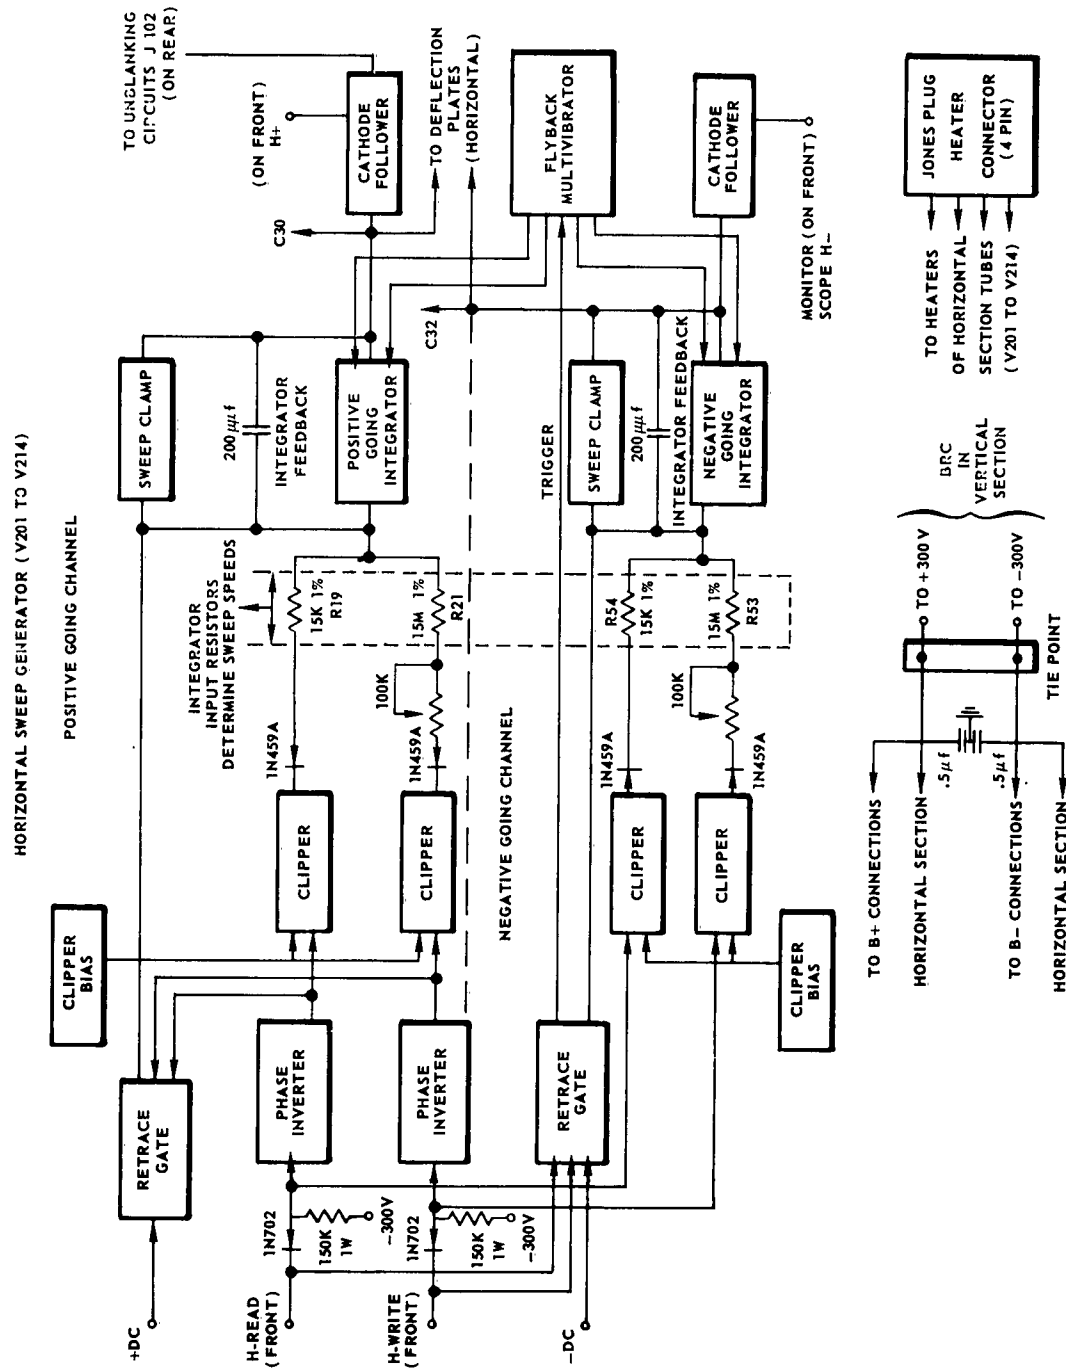 HORIZONTAL SWEEP GENERATOR (V201 TO V214)
POSITIVE GOING CHANNEL
+DC
RETRACE
GATE
CLIPPER
BIAS
SWEEP CLAMP
200 μμf
INTEGRATOR
FEEDBACK
TO UNBLANKING
CIRCUITS J 102
(ON REAR)
(ON FRONT)
H+
CATHODE
FOLLOWER
C30
TO DEFLECTION
PLATES
(HORIZONTAL)
INTEGRATOR
INPUT RESISTORS
DETERMINE SWEEP SPEEDS
H-READ
(FRONT)
1N702
150K
1W
-300V
PHASE
INVERTER
CLIPPER
1N459A
15K 1%
R19
POSITIVE
GOING
INTEGRATOR
H-WRITE
(FRONT)
1N702
150K
1W
-300V
PHASE
INVERTER
CLIPPER
1N459A
100K
15M 1%
R21
C32
NEGATIVE GOING CHANNEL
-DC
RETRACE
GATE
TRIGGER
FLYBACK
MULTIVIBRATOR
SWEEP CLAMP
200 μμf
INTEGRATOR FEEDBACK
CLIPPER
1N459A
R54
15K 1%
NEGATIVE
GOING
INTEGRATOR
CATHODE
FOLLOWER
CLIPPER
1N459A
100K
15M 1%
R53
CLIPPER
BIAS
MONITOR (ON FRONT)
SCOPE H-
TO B+ CONNECTIONS
HORIZONTAL SECTION
.5 μf
.5 μf
TO B- CONNECTIONS
HORIZONTAL SECTION
TO +300 V
TO -300V
TIE POINT
BRC
IN
VERTICAL
SECTION
TO HEATERS
OF HORIZONTAL
SECTION TUBES
(V201 TO V214)
JONES PLUG
HEATER
CONNECTOR
(4 PIN)